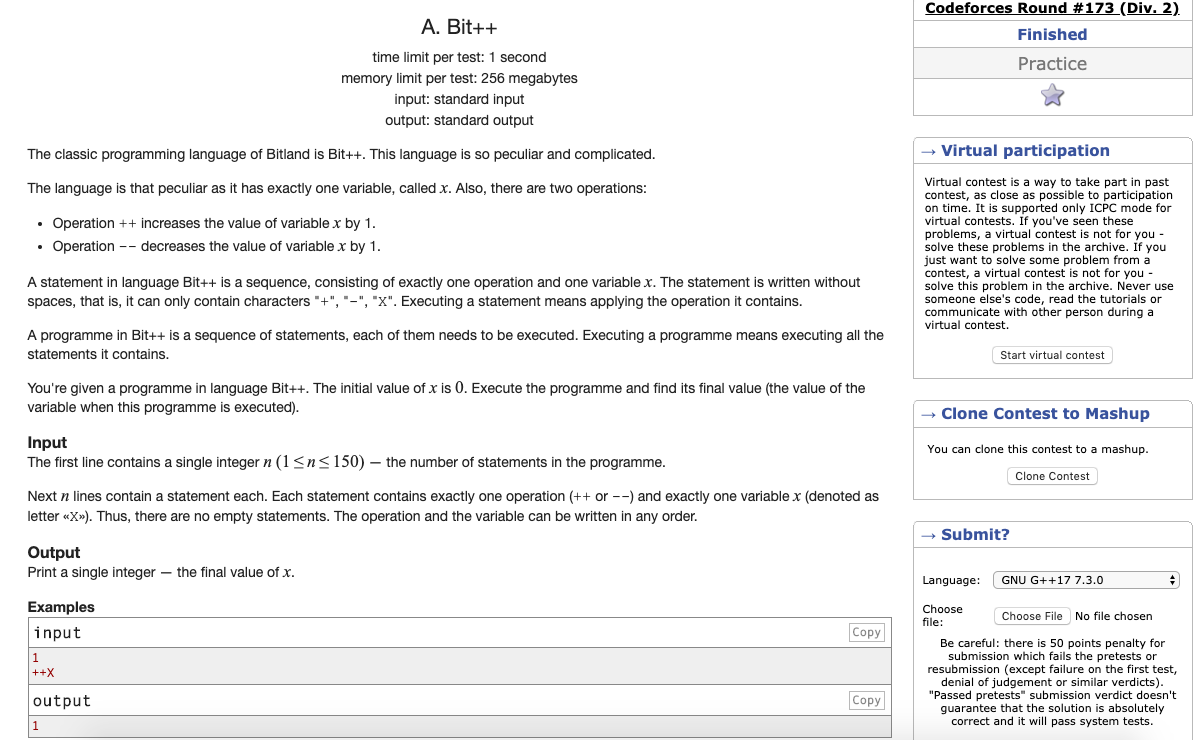 A. Bit++
time limit per test: 1 second
memory limit per test: 256 megabytes
input: standard input
output: standard output
The classic programming language of Bitland is Bit++. This language is so peculiar and complicated.
The language is that peculiar as it has exactly one variable, called x. Also, there are two operations:
• Operation ++ increases the value of variable x by 1.
• Operation -- decreases the value of variable x by 1.
A statement in language Bit++ is a sequence, consisting of exactly one operation and one variable x. The statement is written without
spaces, that is, it can only contain characters "+", "-", "X". Executing a statement means applying the operation it contains.
A programme in Bit++ is a sequence of statements, each of them needs to be executed. Executing a programme means executing all the
statements it contains.
You're given a programme in language Bit++. The initial value of x is 0. Execute the programme and find its final value (the value of the
variable when this programme is executed).
Input
The first line contains a single integer n (1 ≤ n ≤ 150) — the number of statements in the programme.
Next n lines contain a statement each. Each statement contains exactly one operation (++ or --) and exactly one variable x (denoted as
letter «X»). Thus, there are no empty statements. The operation and the variable can be written in any order.
Output
Print a single integer — the final value of x.
Examples
input
Copy
1
++X
output
Copy
1
Codeforces Round #173 (Div. 2)
Finished
Practice
→ Virtual participation
Virtual contest is a way to take part in past
contest, as close as possible to participation
on time. It is supported only ICPC mode for
virtual contests. If you've seen these
problems, a virtual contest is not for you -
solve these problems in the archive. If you
just want to solve some problem from a
contest, a virtual contest is not for you -
solve this problem in the archive. Never use
someone else's code, read the tutorials or
communicate with other person during a
virtual contest.
Start virtual contest
→ Clone Contest to Mashup
You can clone this contest to a mashup.
Clone Contest
→ Submit?
Language: GNU G++17 7.3.0
Choose
file: Choose File No file chosen
Be careful: there is 50 points penalty for
submission which fails the pretests or
resubmission (except failure on the first test,
denial of judgement or similar verdicts).
"Passed pretests" submission verdict doesn't
guarantee that the solution is absolutely
correct and it will pass system tests.